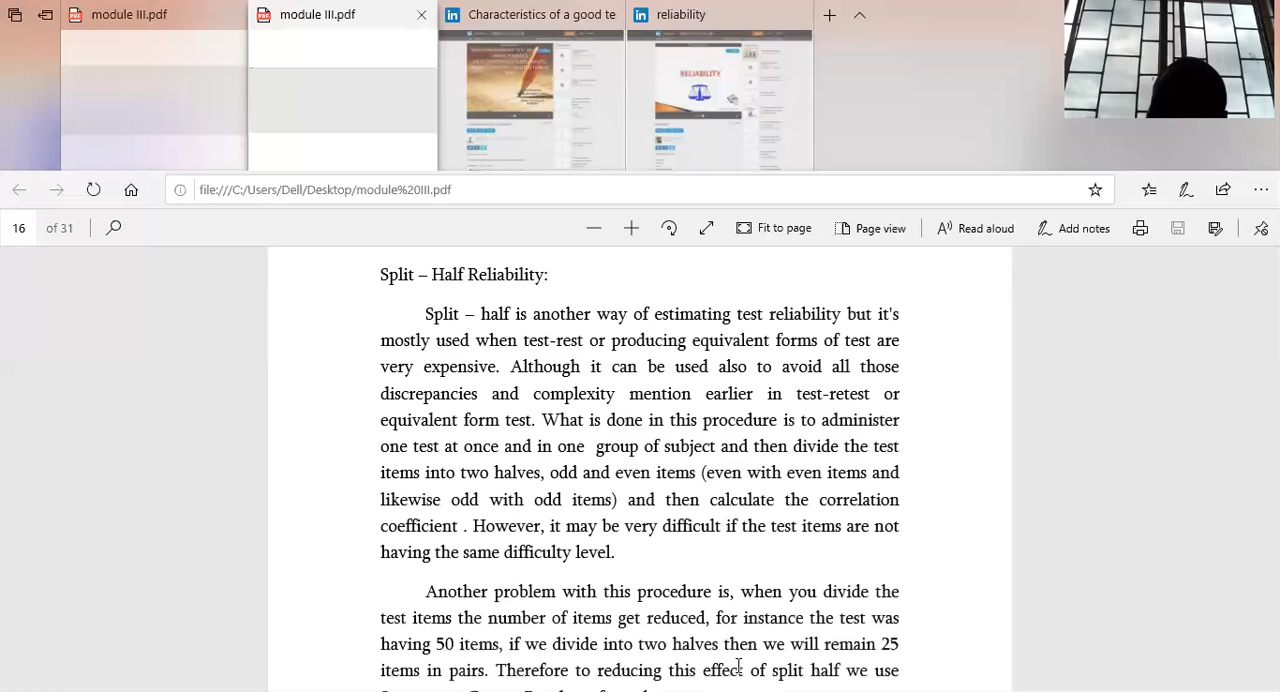 module III.pdf
module III.pdf
Characteristics of a good te
reliability
RELIABILITY
file:///C:/Users/Dell/Desktop/module%20III.pdf
16 of 31
Fit to page
Page view
Read aloud
Add notes
Split – Half Reliability:
Split – half is another way of estimating test reliability but it's
mostly used when test-rest or producing equivalent forms of test are
very expensive. Although it can be used also to avoid all those
discrepancies and complexity mention earlier in test-retest or
equivalent form test. What is done in this procedure is to administer
one test at once and in one group of subject and then divide the test
items into two halves, odd and even items (even with even items and
likewise odd with odd items) and then calculate the correlation
coefficient . However, it may be very difficult if the test items are not
having the same difficulty level.
Another problem with this procedure is, when you divide the
test items the number of items get reduced, for instance the test was
having 50 items, if we divide into two halves then we will remain 25
items in pairs. Therefore to reducing this effect of split half we use